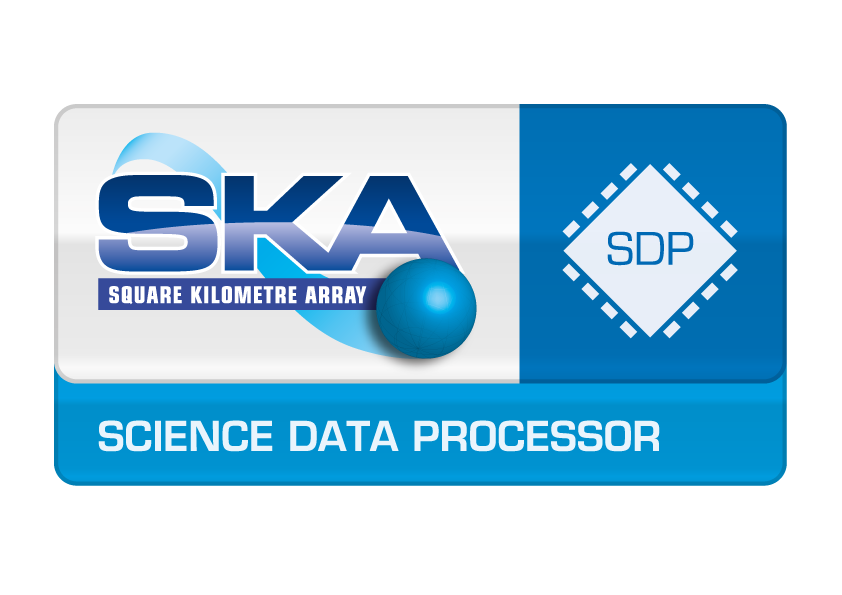 SKA
SQUARE KILOMETRE ARRAY
SDP
SCIENCE DATA PROCESSOR